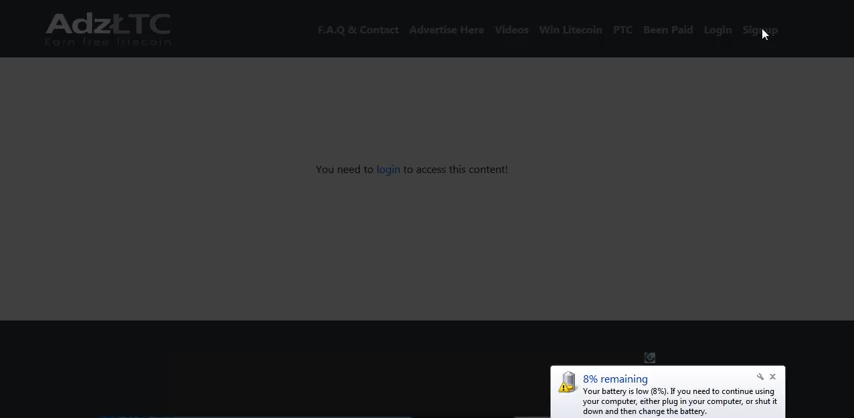 AdzŁTC
Earn free litecoin
F.A.Q & Contact Advertise Here Videos Win Litecoin PTC Been Paid Login Signup
You need to login to access this content!
8% remaining
Your battery is low (8%). If you need to continue using
your computer, either plug in your computer, or shut it
down and then change the battery.